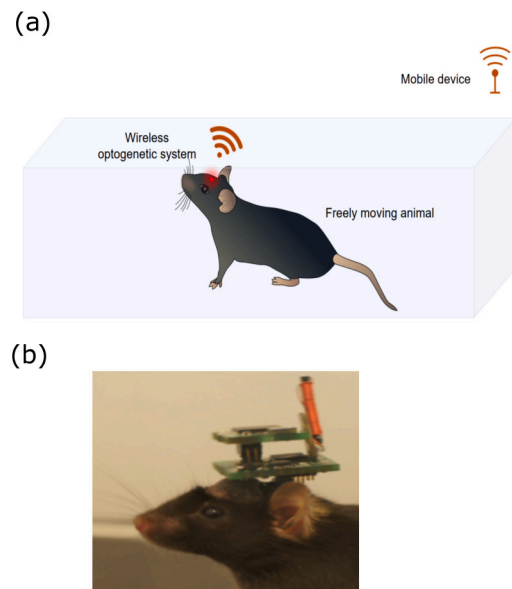 (a)
Mobile device
Wireless
optogenetic system
Freely moving animal
(b)